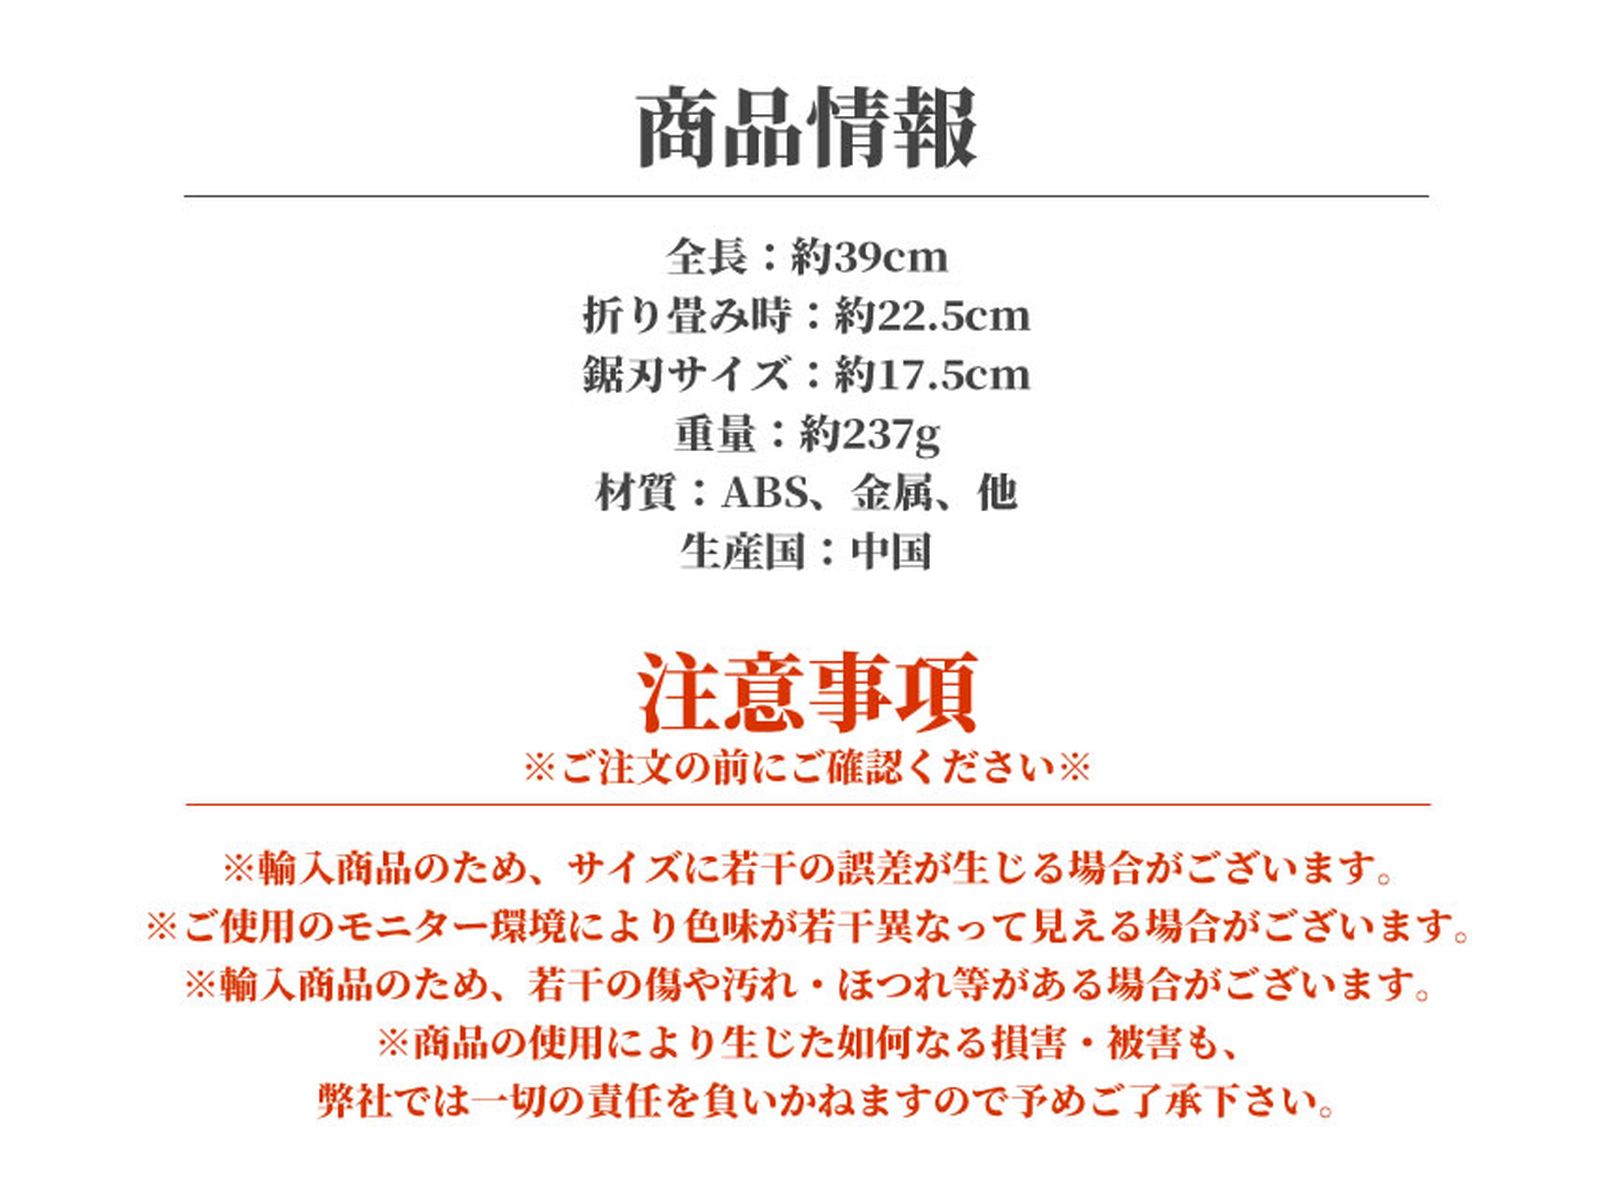 商品情報
全長：約39cm
折り畳み時：約22.5cm
鋸刃サイズ：約17.5cm
重量：約237g
材質：ABS、金属、他
生産国：中国
注意事項
※ご注文の前にご確認ください※
※輸入商品のため、サイズに若干の誤差が生じる場合がございます。
※ご使用のモニター環境により色味が若干異なって見える場合がございます。
※輸入商品のため、若干の傷や汚れ・ほつれ等がある場合がございます。
※商品の使用により生じた如何なる損害・被害も、
弊社では一切の責任を負いかねますので予めご了承下さい。